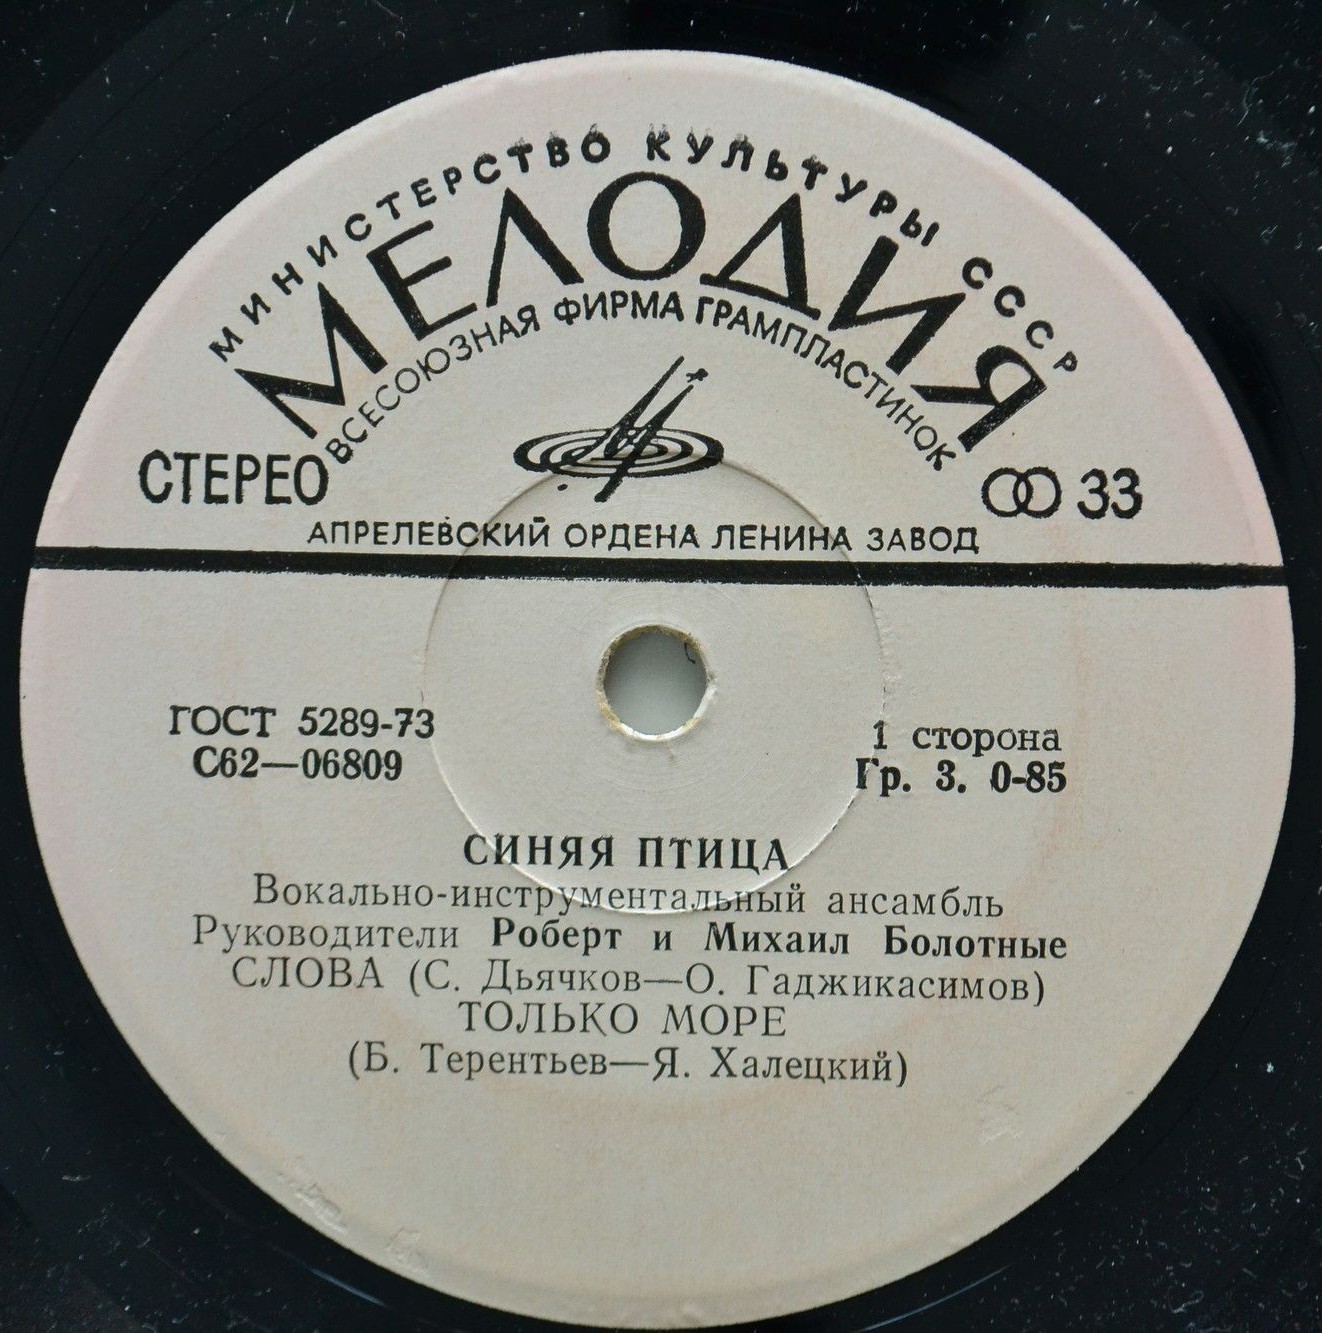 МИНИСТЕРСТВО КУЛЬТУРЫ СССР
МЕЛОДИЯ
ВСЕСОЮЗНАЯ ФИРМА ГРАМПЛАСТИНОК
СТЕРЕО
33
АПРЕЛЕВСКИЙ ОРДЕНА ЛЕНИНА ЗАВОД
ГОСТ 5289-73
С62—06809
1 сторона
Гр. 3. 0-85
СИНЯЯ ПТИЦА
Вокально-инструментальный ансамбль
Руководители Роберт и Михаил Болотные
СЛОВА (С. Дьячков—О. Гаджикасимов)
ТОЛЬКО МОРЕ
(Б. Терентьев—Я. Халецкий)